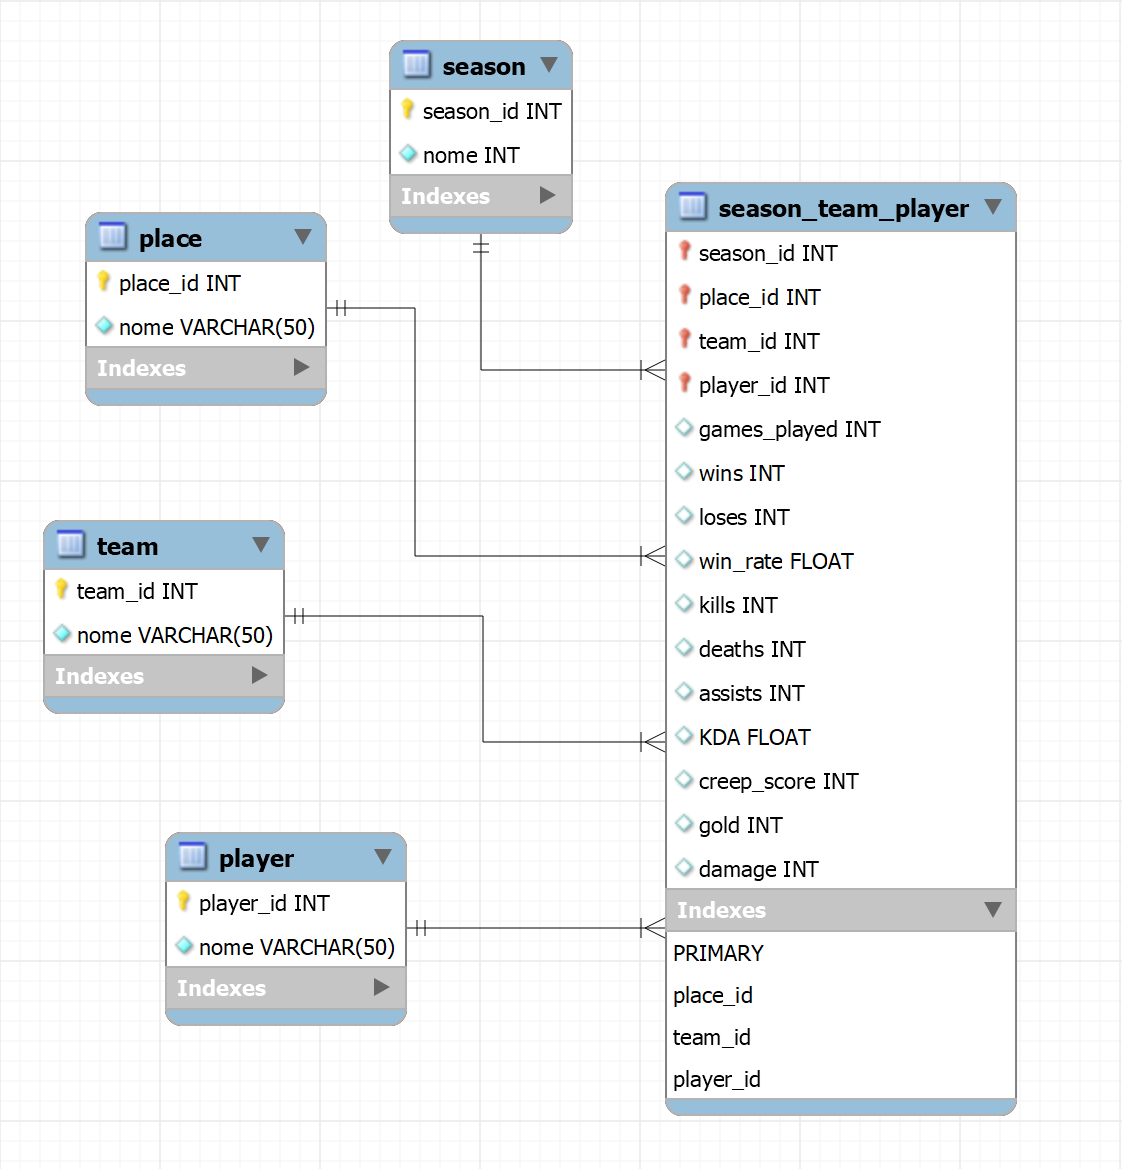 season
season_id INT
nome INT
Indexes
place
place_id INT
nome VARCHAR(50)
Indexes
team
team_id INT
nome VARCHAR(50)
Indexes
player
player_id INT
nome VARCHAR(50)
Indexes
season_team_player
season_id INT
place_id INT
team_id INT
player_id INT
games_played INT
wins INT
loses INT
win_rate FLOAT
kills INT
deaths INT
assists INT
KDA FLOAT
creep_score INT
gold INT
damage INT
Indexes
PRIMARY
place_id
team_id
player_id